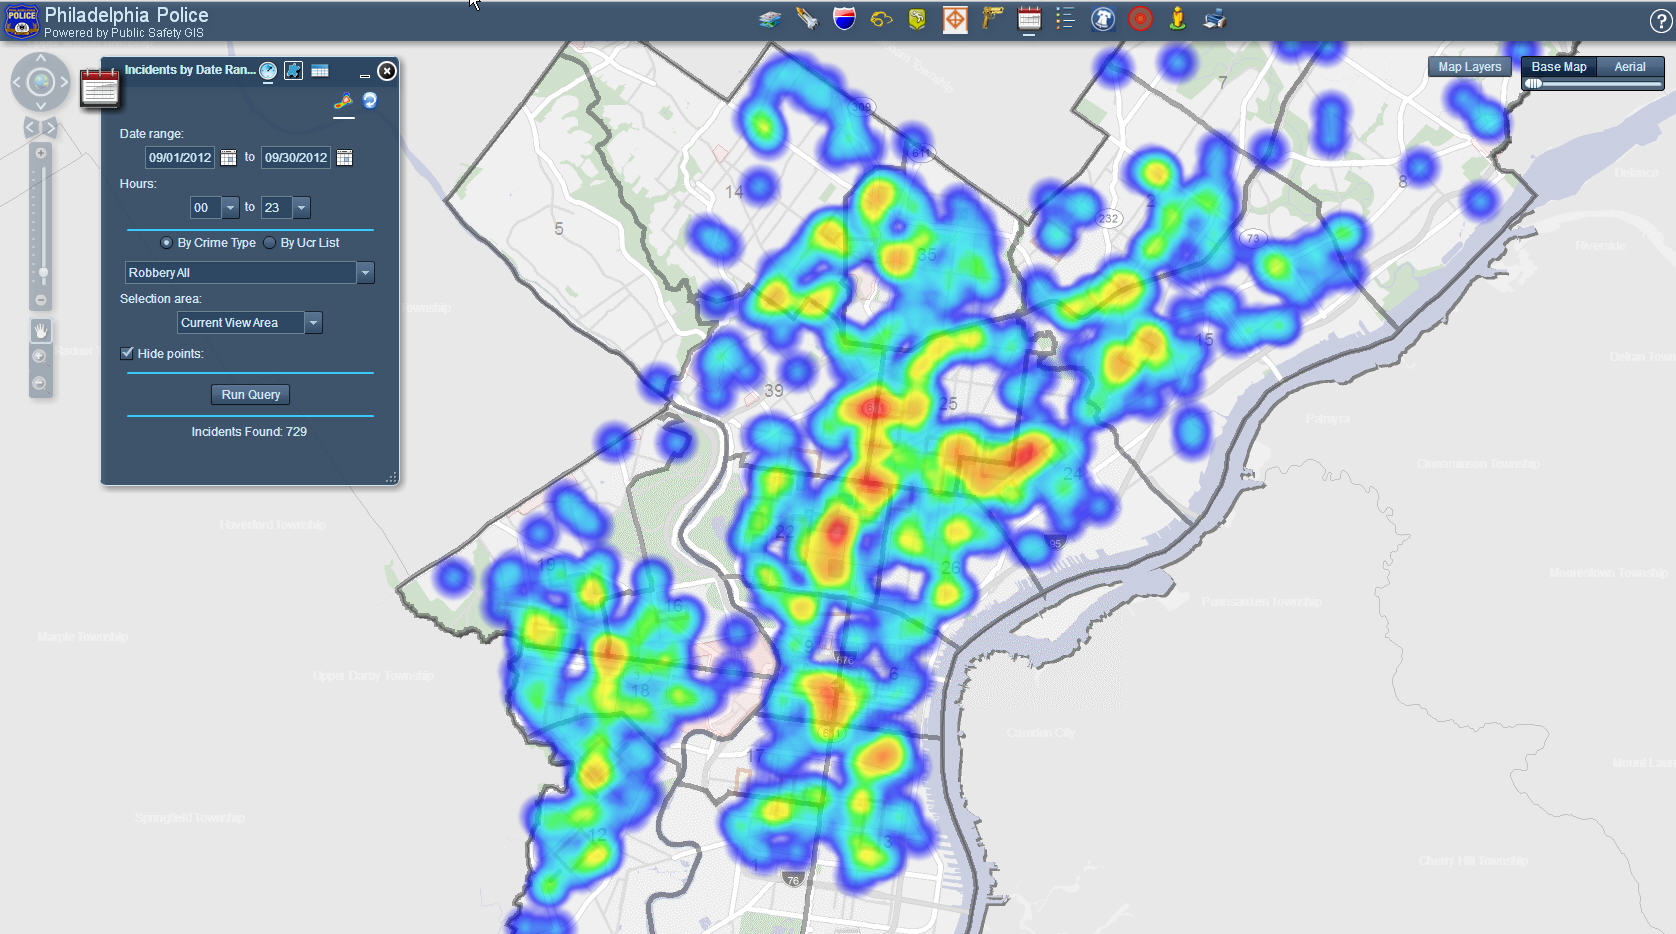 Philadelphia Police
Powered by Public Safety GIS
POLICE
Incidents by Date Ran...
Date range:
09/01/2012 to 09/30/2012
Hours:
00 to 23
By Crime Type By Ucr List
Robbery All
Selection area:
Current View Area
Hide points:
Run Query
Incidents Found: 729
Map Layers Base Map Aerial
7
309
611
14
8
2
232
5
73
35
Delanco
Riverside
ownship
15
Delran Town
39
25
611
Palmyra
24
Cinnaminson Township
Haverford Township
22
95
19
26
Moorestown Township
16
Pennsauken Township
Marple Township
9
676
Upper Darby Township
18
6
611
Camden City
17
Mount Laur
Springfield Township
12
3
1
76
Cherry Hill Township